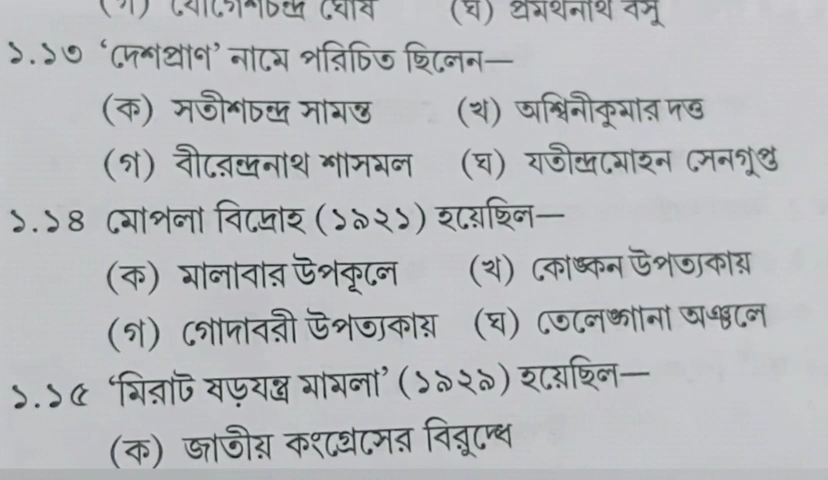 (গ) যোগেশচন্দ্র ঘোষ (ঘ) প্রমথনাথ বসু
১.১৩ ‘দেশপ্রাণ’ নামে পরিচিত ছিলেন—
(ক) সতীশচন্দ্র সামন্ত (খ) অশ্বিনীকুমার দত্ত
(গ) বীরেন্দ্রনাথ শাসমল (ঘ) যতীন্দ্রমোহন সেনগুপ্ত
১.১৪ মোপলা বিদ্রোহ (১৯২১) হয়েছিল—
(ক) মালাবার উপকূলে (খ) কোঙ্কন উপত্যকায়
(গ) গোদাবরী উপত্যকায় (ঘ) তেলেঙ্গানা অঞ্চলে
১.১৫ ‘মিরাট ষড়যন্ত্র মামলা’ (১৯২৯) হয়েছিল—
(ক) জাতীয় কংগ্রেসের বিরুদ্ধে